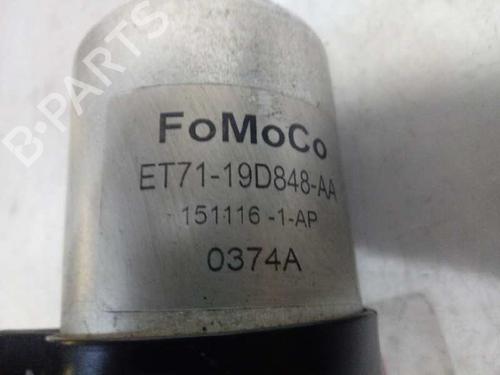 B-PARTS
FoMoCo
ET71-19D848-AA
151116 -1-AP
0374A